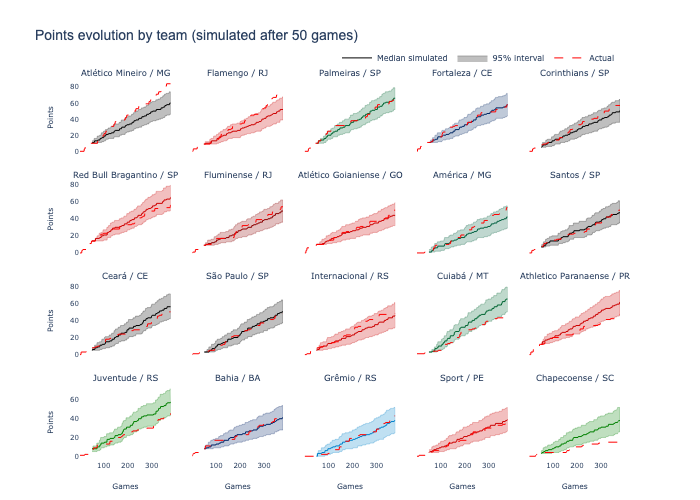 Points evolution by team (simulated after 50 games)
Median simulated 95% interval Actual
Atlético Mineiro / MG Flamengo / RJ Palmeiras / SP Fortaleza / CE Corinthians / SP
80
60
40
20
0
Points
Red Bull Bragantino / SP Fluminense / RJ Atlético Goianiense / GO América / MG Santos / SP
80
60
40
20
0
Points
Ceará / CE São Paulo / SP Internacional / RS Cuiabá / MT Athletico Paranaense / PR
80
60
40
20
0
Points
Juventude / RS Bahia / BA Grêmio / RS Sport / PE Chapecoense / SC
60
40
20
0
Points
100 200 300 100 200 300 100 200 300 100 200 300 100 200 300
Games Games Games Games Games